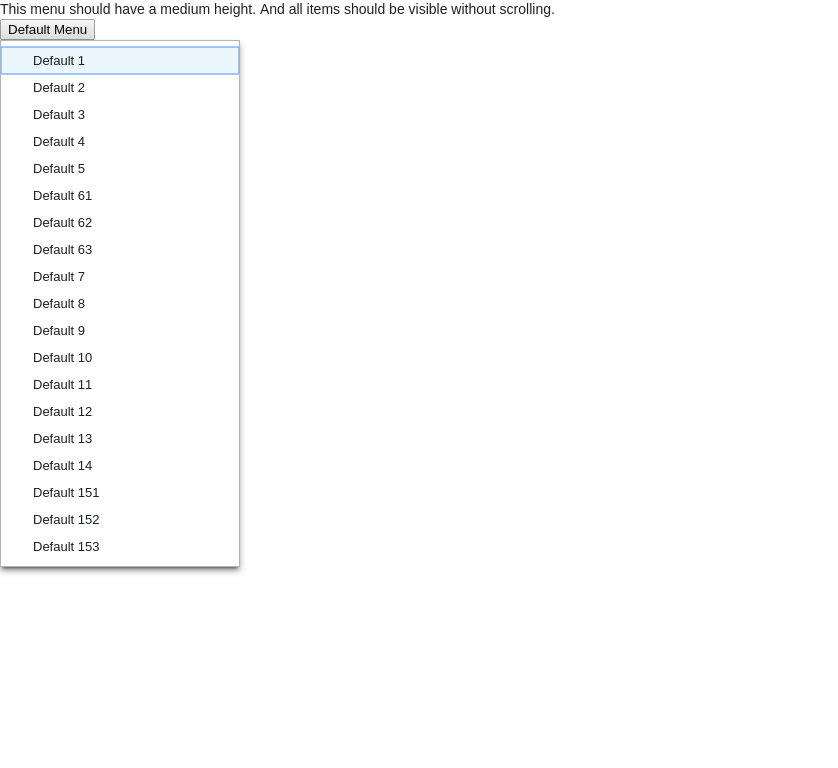 This menu should have a medium height. And all items should be visible without scrolling.
Default Menu
Default 1
Default 2
Default 3
Default 4
Default 5
Default 61
Default 62
Default 63
Default 7
Default 8
Default 9
Default 10
Default 11
Default 12
Default 13
Default 14
Default 151
Default 152
Default 153